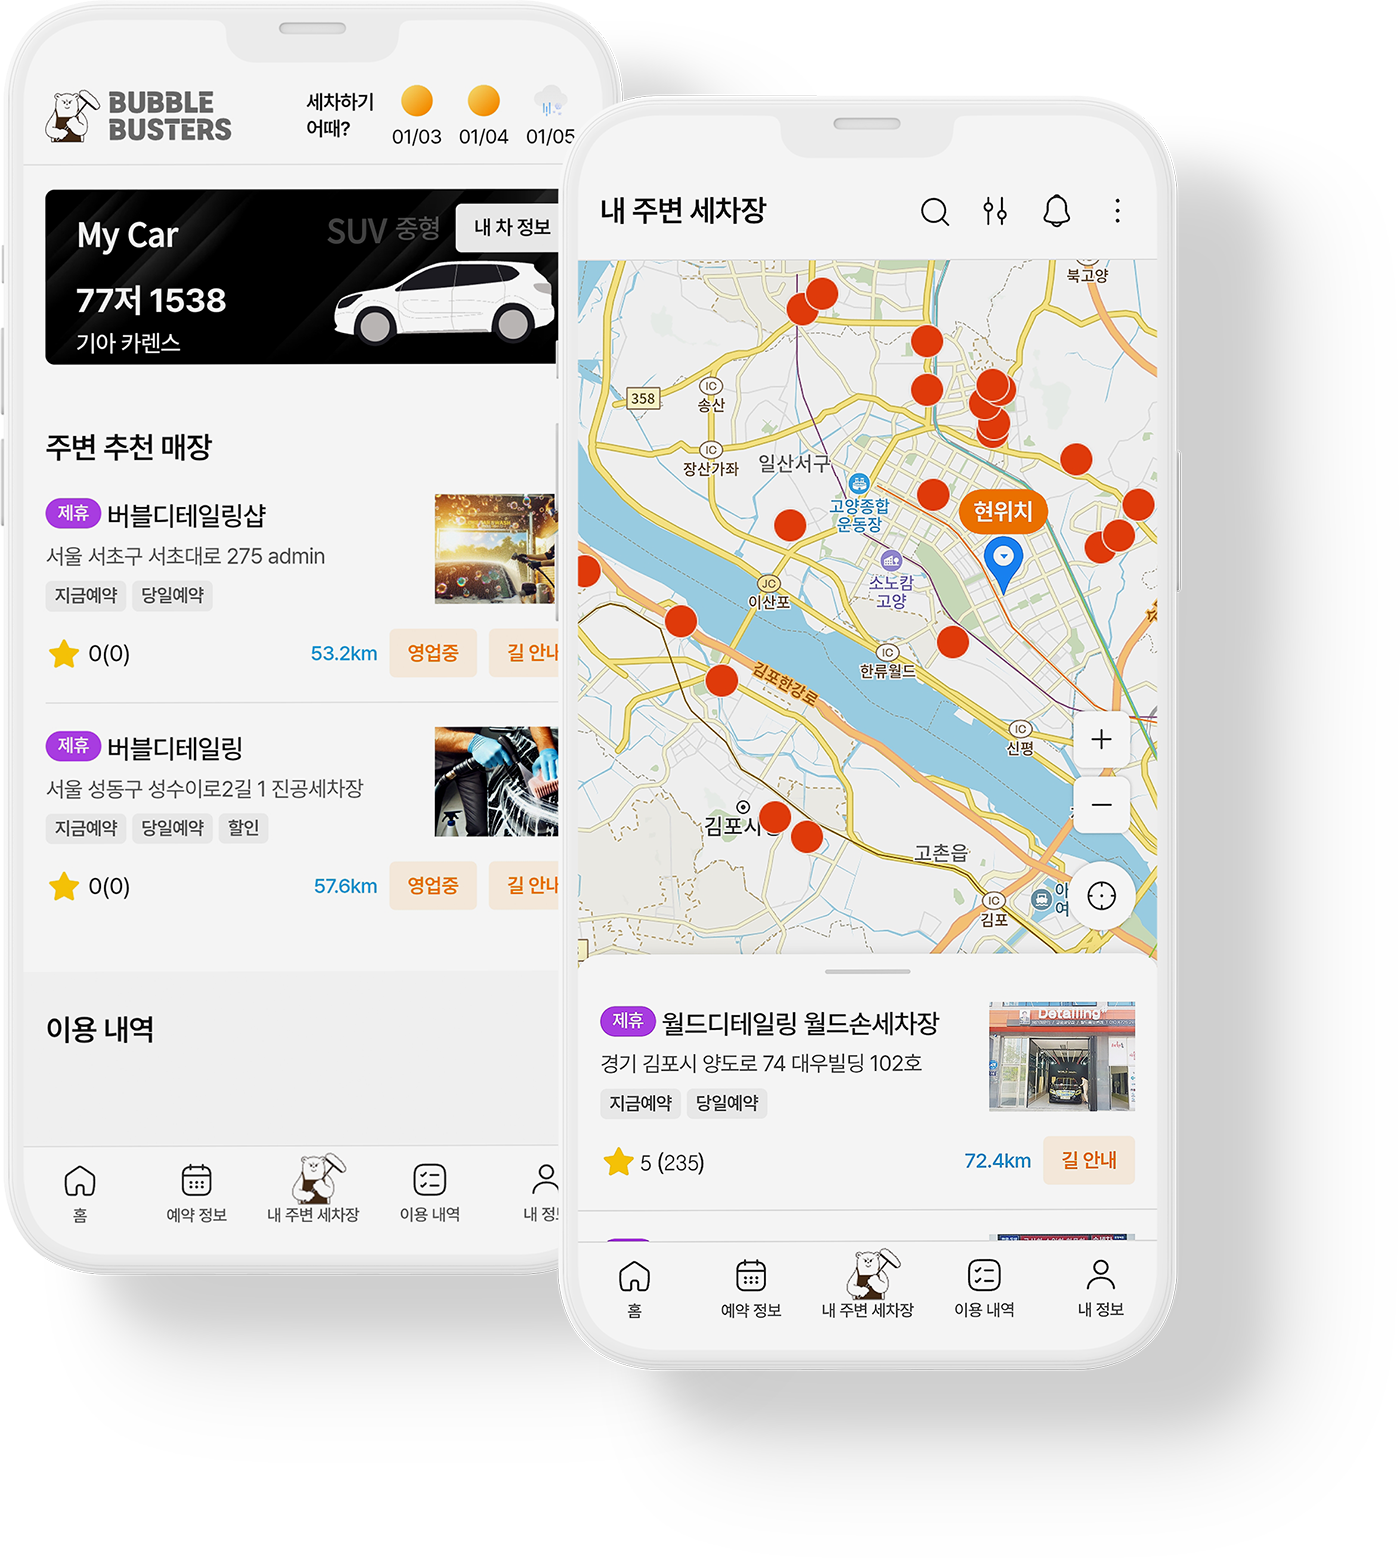 BUBBLE
BUSTERS
세차하기
어때?
01/03
01/04
01/05
My Car
SUV 중형
내 차 정보
77저 1538
기아 카렌스
주변 추천 매장
제휴 버블디테일링샵
서울 서초구 서초대로 275 admin
지금예약 당일예약
0(0)
53.2km
영업중
길 안내
제휴 버블디테일링
서울 성동구 성수이로2길 1 진공세차장
지금예약 당일예약 할인
0(0)
57.6km
영업중
길 안내
이용 내역
홈
예약 정보
내 주변 세차장
이용 내역
내 정보
내 주변 세차장
북고양
358
IC
송산
IC
장산가좌
일산서구
고양종합
운동장
현위치
소노캄
고양
JC
이산포
IC
한류월드
김포한강로
IC
신평
김포시
고촌읍
IC
김포
아
여
+
−
제휴 월드디테일링 월드손세차장
경기 김포시 양도로 74 대우빌딩 102호
지금예약 당일예약
Detailing
5 (235)
72.4km
길 안내
홈
예약 정보
내 주변 세차장
이용 내역
내 정보